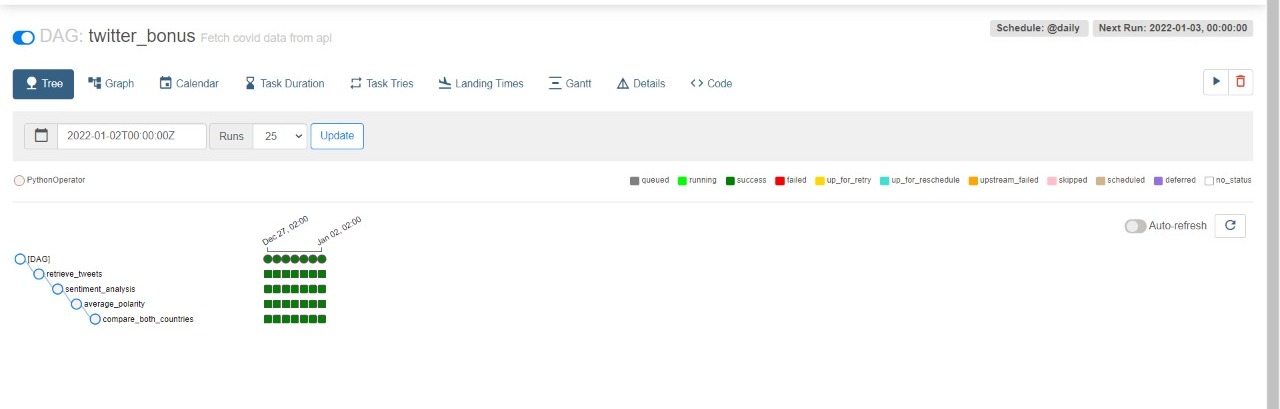 DAG: twitter_bonus Fetch covid data from api
Schedule: @daily Next Run: 2022-01-03, 00:00:00
Tree Graph Calendar Task Duration Task Tries Landing Times Gantt Details Code
2022-01-02T00:00:00Z Runs 25 Update
PythonOperator
queued running success failed up_for_retry up_for_reschedule upstream_failed skipped scheduled deferred no_status
Auto-refresh
Dec 27, 02:00 Jan 02, 02:00
[DAG]
retrieve_tweets
sentiment_analysis
average_polarity
compare_both_countries